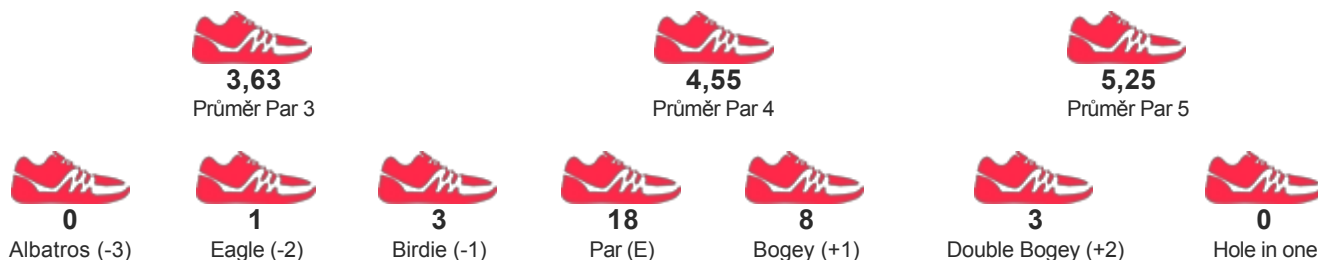 3,63
Průměr Par 3
4,55
Průměr Par 4
5,25
Průměr Par 5
0
Albatros (-3)
1
Eagle (-2)
3
Birdie (-1)
18
Par (E)
8
Bogey (+1)
3
Double Bogey (+2)
0
Hole in one